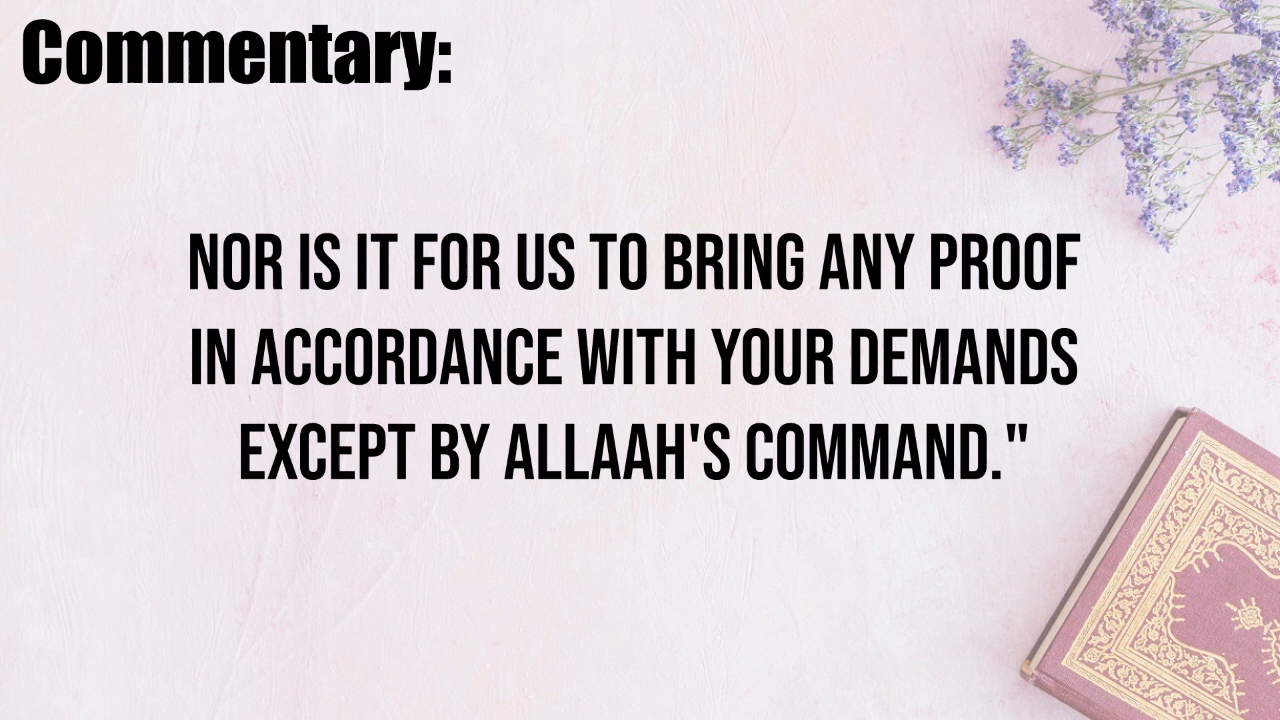 Commentary:
NOR IS IT FOR US TO BRING ANY PROOF
IN ACCORDANCE WITH YOUR DEMANDS
EXCEPT BY ALLAAH'S COMMAND."